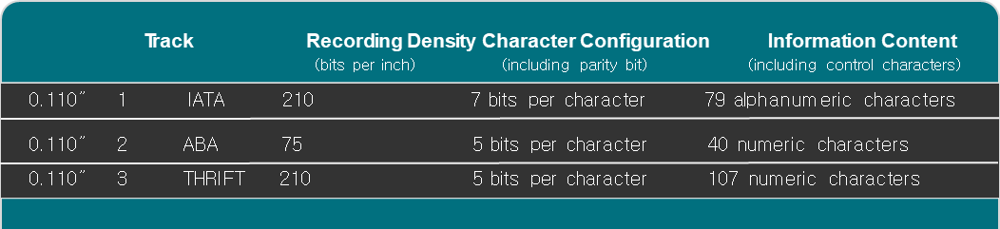 Track Recording Density Character Configuration Information Content
(bits per inch) (including parity bit) (including control characters)
0.110” 1 IATA 210 7 bits per character 79 alphanumeric characters
0.110” 2 ABA 75 5 bits per character 40 numeric characters
0.110” 3 THRIFT 210 5 bits per character 107 numeric characters